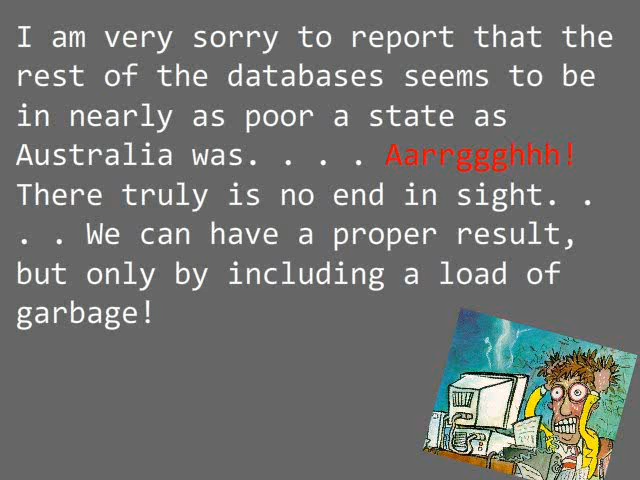 I am very sorry to report that the
rest of the databases seems to be
in nearly as poor a state as
Australia was. . . . Aarrggghhh!
There truly is no end in sight. .
. . We can have a proper result,
but only by including a load of
garbage!